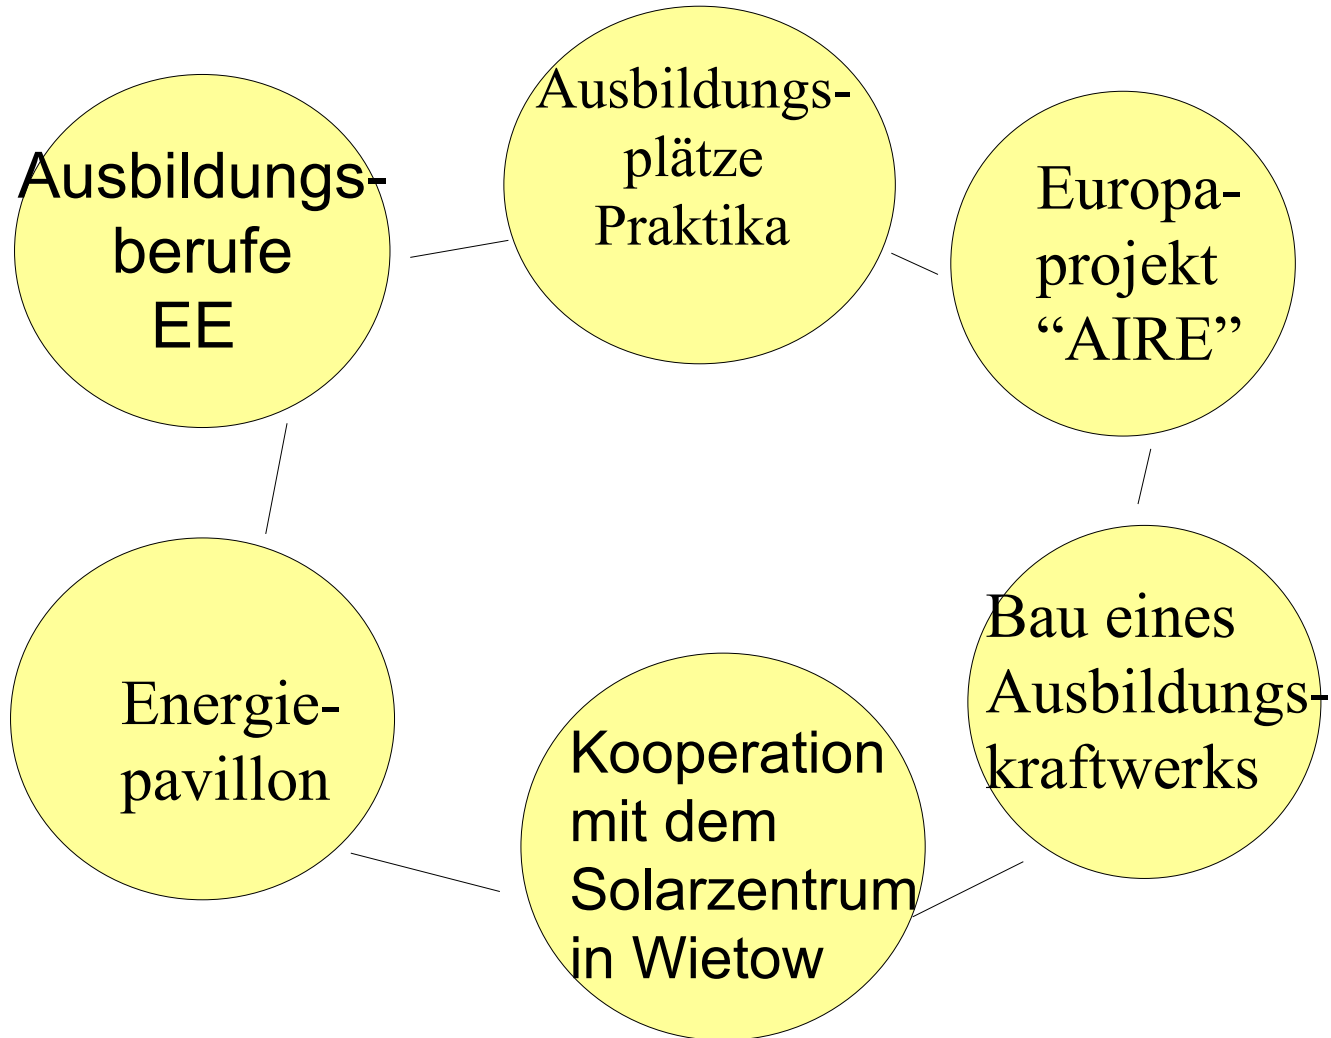 Ausbildungs-
berufe
EE
Ausbildungs-
plätze
Praktika
Europa-
projekt
“AIRE”
Bau eines
Ausbildungs-
kraftwerks
Kooperation
mit dem
Solarzentrum
in Wietow
Energie-
pavillon